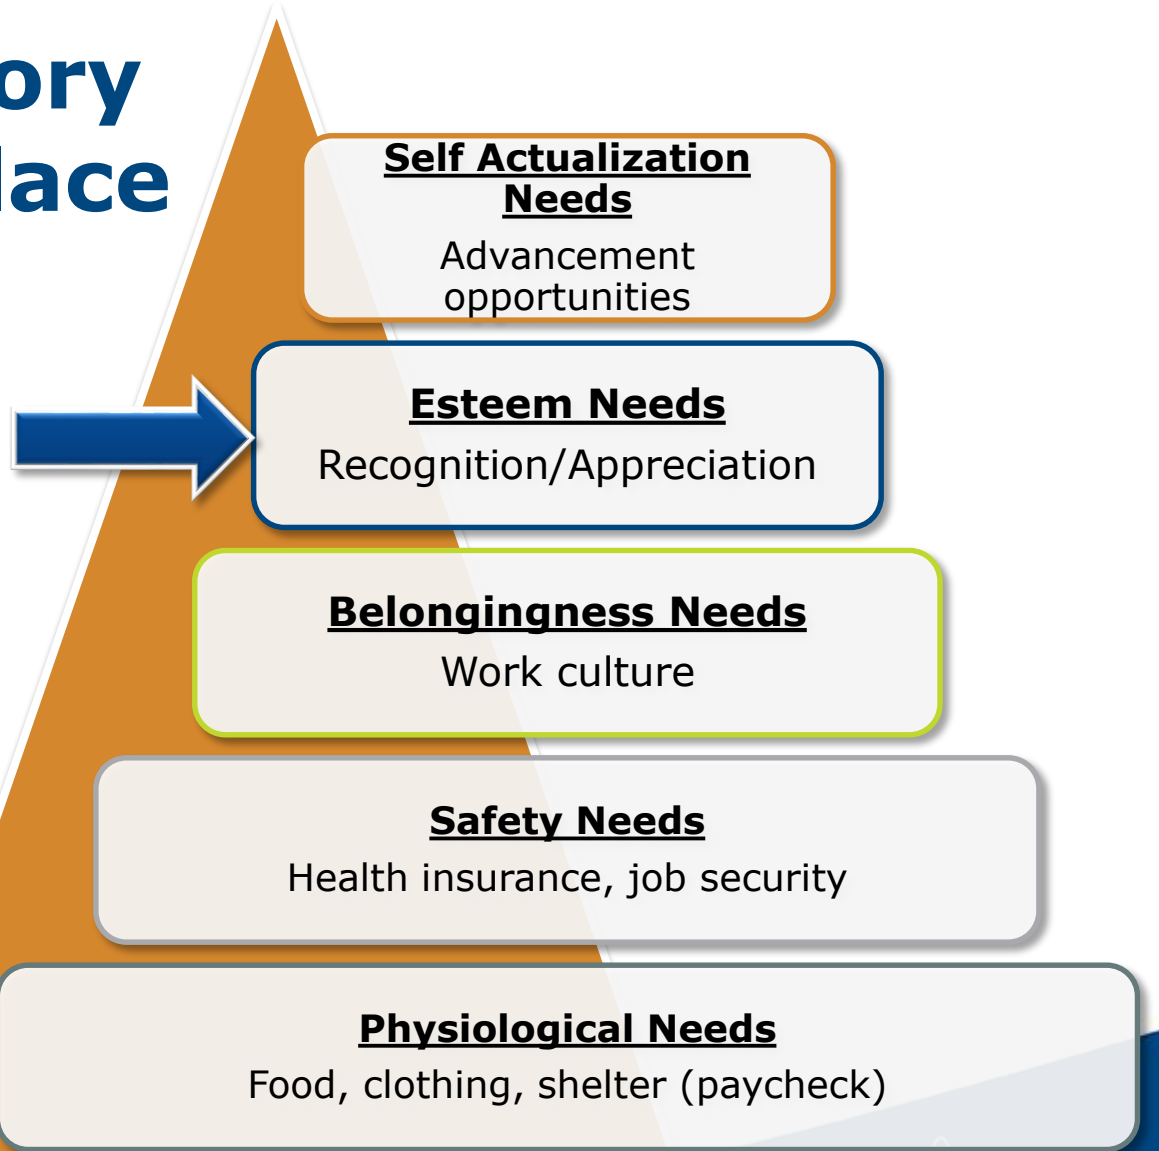 ory
lace
Self Actualization
Needs
Advancement
opportunities
Esteem Needs
Recognition/Appreciation
Belongingness Needs
Work culture
Safety Needs
Health insurance, job security
Physiological Needs
Food, clothing, shelter (paycheck)